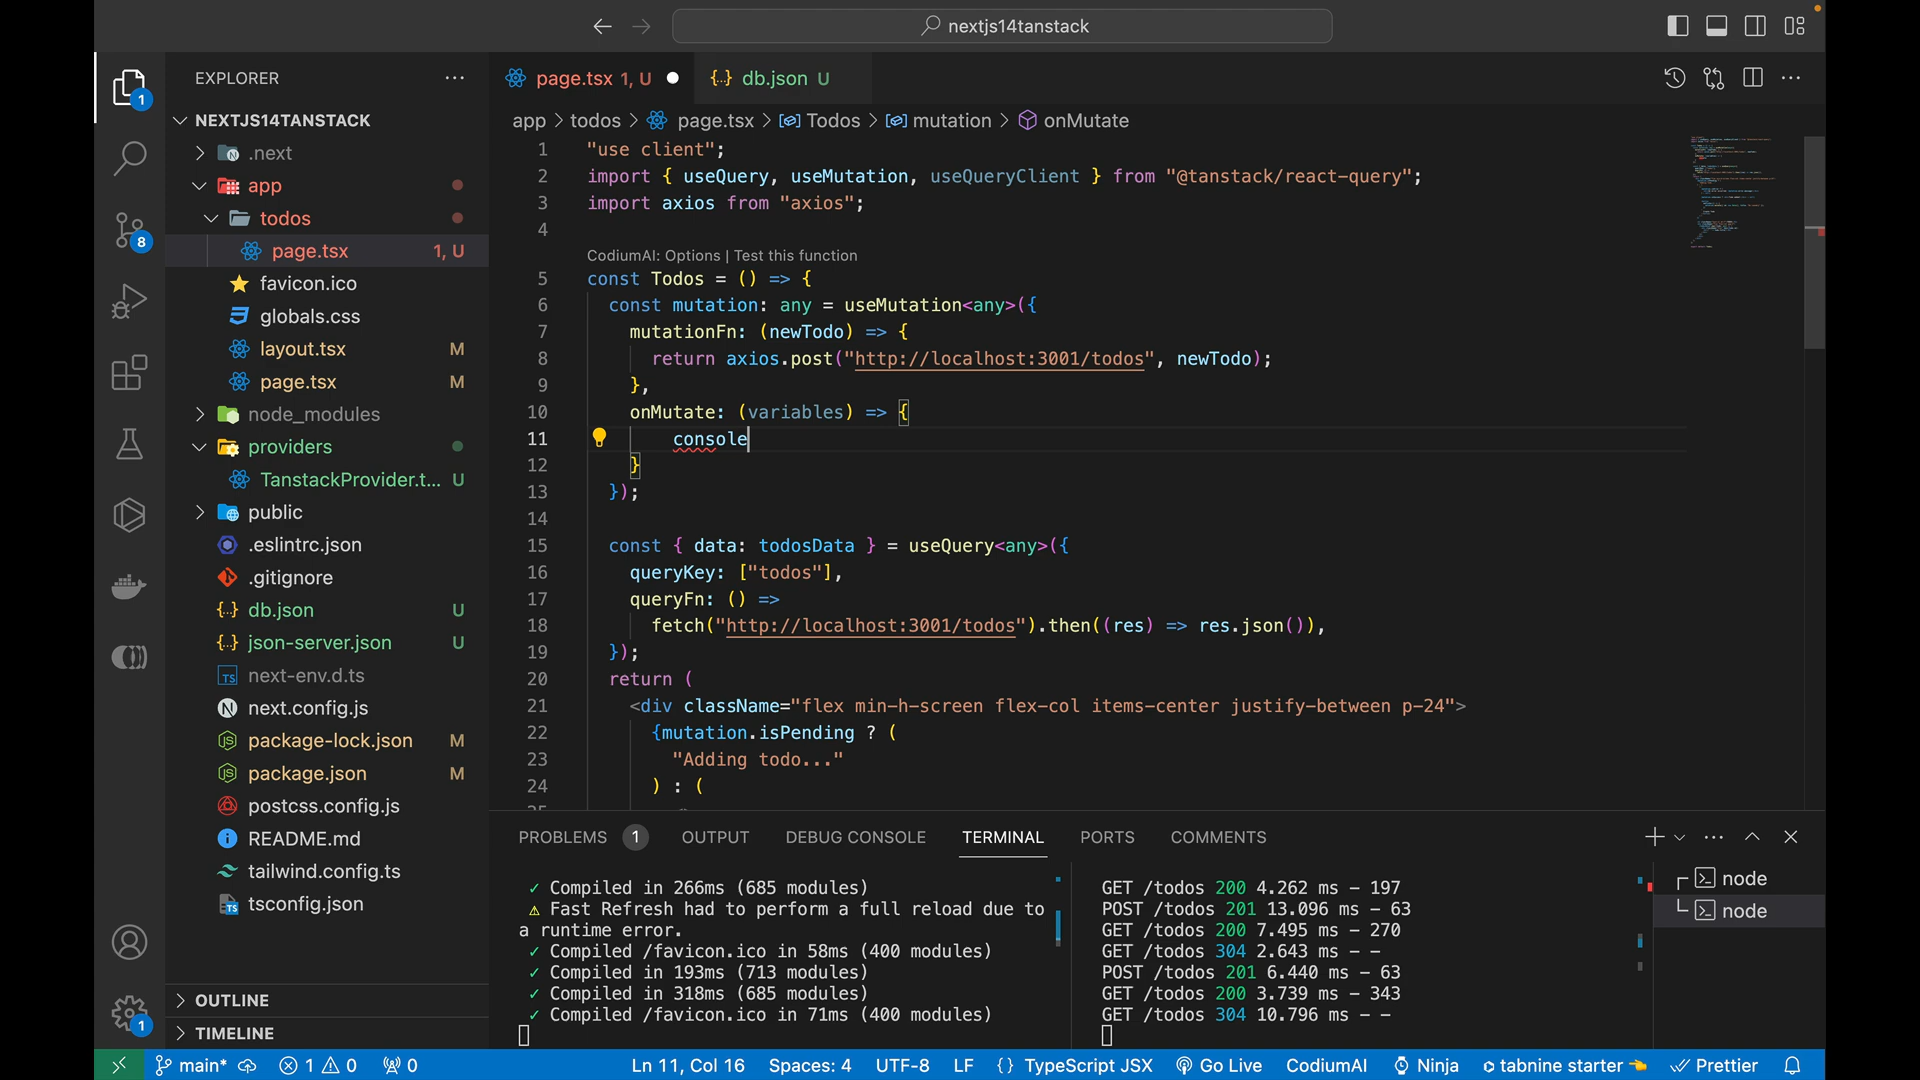 nextjs14tanstack
EXPLORER
NEXTJS14TANSTACK
.next
app
todos
page.tsx 1, U
favicon.ico
globals.css
layout.tsx M
page.tsx M
node_modules
providers
TanstackProvider.t... U
public
.eslintrc.json
.gitignore
db.json U
json-server.json U
next-env.d.ts
next.config.js
package-lock.json M
package.json M
postcss.config.js
README.md
tailwind.config.ts
tsconfig.json
OUTLINE
TIMELINE
1
8
1
page.tsx 1, U
{..} db.json U
app > todos > page.tsx > Todos > mutation > onMutate
1 "use client";
2 import { useQuery, useMutation, useQueryClient } from "@tanstack/react-query";
3 import axios from "axios";
4
CodiumAI: Options | Test this function
5 const Todos = () => {
6 const mutation: any = useMutation<any>({
7 mutationFn: (newTodo) => {
8 return axios.post("http://localhost:3001/todos", newTodo);
9 },
10 onMutate: (variables) => {
11 console
12 }
13 });
14
15 const { data: todosData } = useQuery<any>({
16 queryKey: ["todos"],
17 queryFn: () =>
18 fetch("http://localhost:3001/todos").then((res) => res.json()),
19 });
20 return (
21 <div className="flex min-h-screen flex-col items-center justify-between p-24">
22 {mutation.isPending ? (
23 "Adding todo..."
24 ) : (
PROBLEMS 1 OUTPUT DEBUG CONSOLE TERMINAL PORTS COMMENTS
✓ Compiled in 266ms (685 modules)
⚠ Fast Refresh had to perform a full reload due to
a runtime error.
✓ Compiled /favicon.ico in 58ms (400 modules)
✓ Compiled in 193ms (713 modules)
✓ Compiled in 318ms (685 modules)
✓ Compiled /favicon.ico in 71ms (400 modules)
GET /todos 200 4.262 ms - 197
POST /todos 201 13.096 ms - 63
GET /todos 200 7.495 ms - 270
GET /todos 304 2.643 ms - -
POST /todos 201 6.440 ms - 63
GET /todos 200 3.739 ms - 343
GET /todos 304 10.796 ms - -
node
node
main* 1 0 0 Ln 11, Col 16 Spaces: 4 UTF-8 LF {} TypeScript JSX Go Live CodiumAI Ninja tabnine starter Prettier